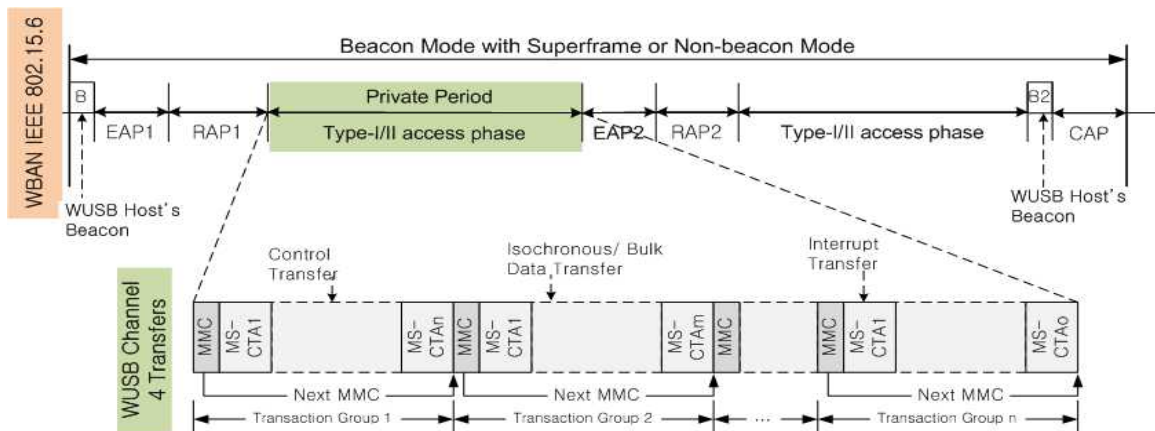 WBAN IEEE 802.15.6
Beacon Mode with Superframe or Non-beacon Mode
B
EAP1
RAP1
Private Period
Type-I/II access phase
EAP2
RAP2
Type-I/II access phase
B2
CAP
WUSB Host's
Beacon
WUSB Host's
Beacon
WUSB Channel
4 Transfers
Control
Transfer
Isochronous/ Bulk
Data Transfer
Interrupt
Transfer
MMC
MS-
CTA1
MS-
CTAn
MMC
MS-
CTA1
MS-
CTAm
MMC
MMC
MS-
CTA1
MS-
CTAo
Next MMC
Next MMC
Next MMC
Transaction Group 1
Transaction Group 2
...
Transaction Group n